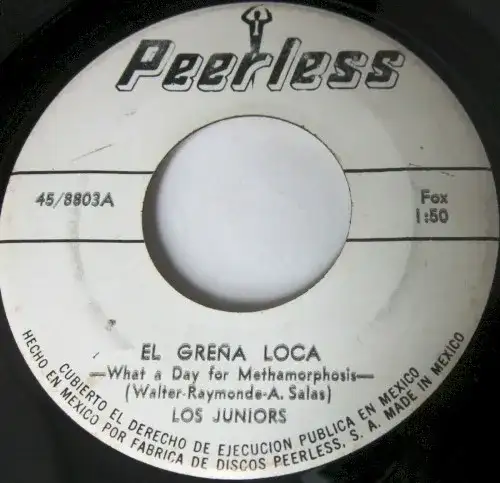 Peerless
45/8803A
Fox
1:50
EL GREÑA LOCA
—What a Day for Methamorphosis—
(Walter-Raymonde-A. Salas)
LOS JUNIORS
CUBIERTO EL DERECHO DE EJECUCION PUBLICA EN MEXICO
HECHO EN MEXICO POR FABRICA DE DISCOS PEERLESS, S. A. MADE IN MEXICO